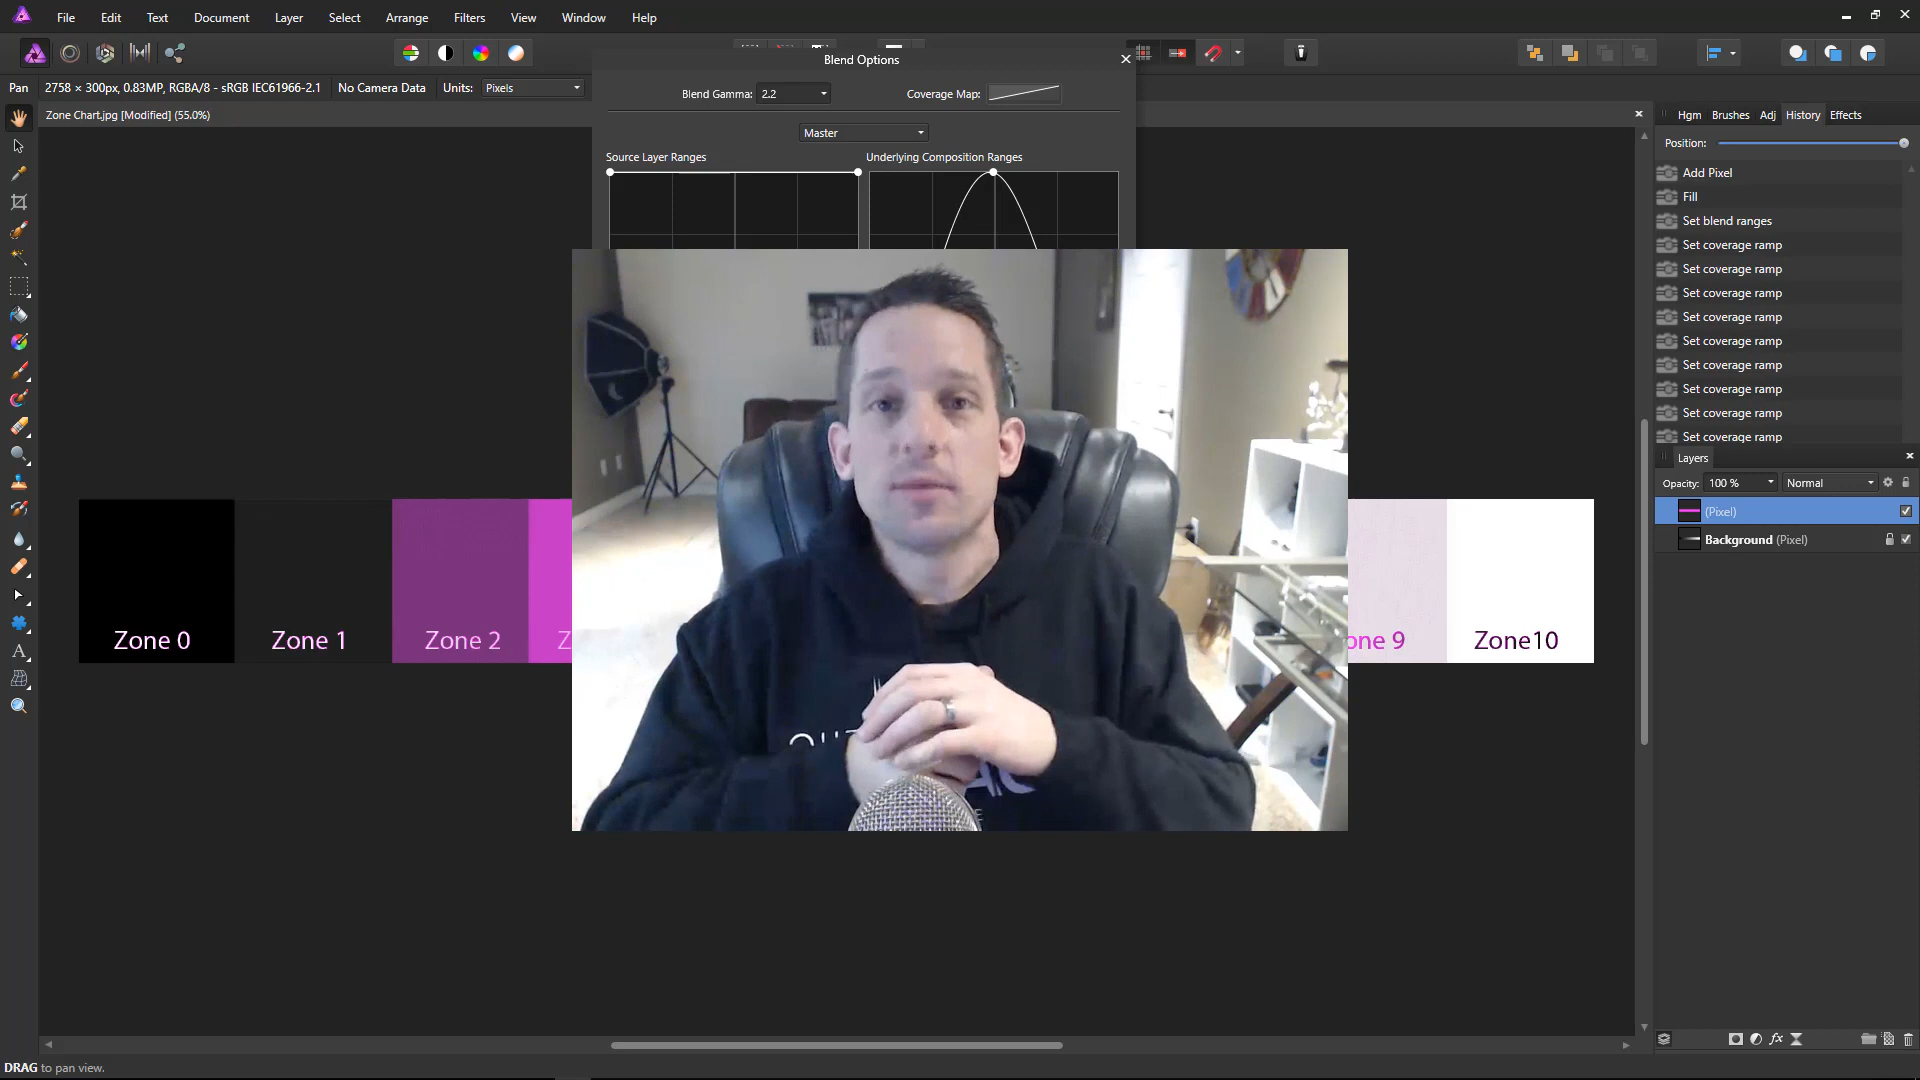 File Edit Text Document Layer Select Arrange Filters View Window Help
Blend Options
Pan 2758 × 300px, 0.83MP, RGBA/8 - sRGB IEC61966-2.1 No Camera Data Units: Pixels
Blend Gamma: 2.2 Coverage Map:
Zone Chart.jpg [Modified] (55.0%)
Hgm Brushes Adj History Effects
Master
Position:
Source Layer Ranges Underlying Composition Ranges
Add Pixel
Fill
Set blend ranges
Set coverage ramp
Set coverage ramp
Set coverage ramp
Set coverage ramp
Set coverage ramp
Set coverage ramp
Set coverage ramp
Set coverage ramp
Set coverage ramp
Layers
Opacity: 100 % Normal
(Pixel)
Background (Pixel)
Zone 0 Zone 1 Zone 2 Z one 9 Zone10
DRAG to pan view.